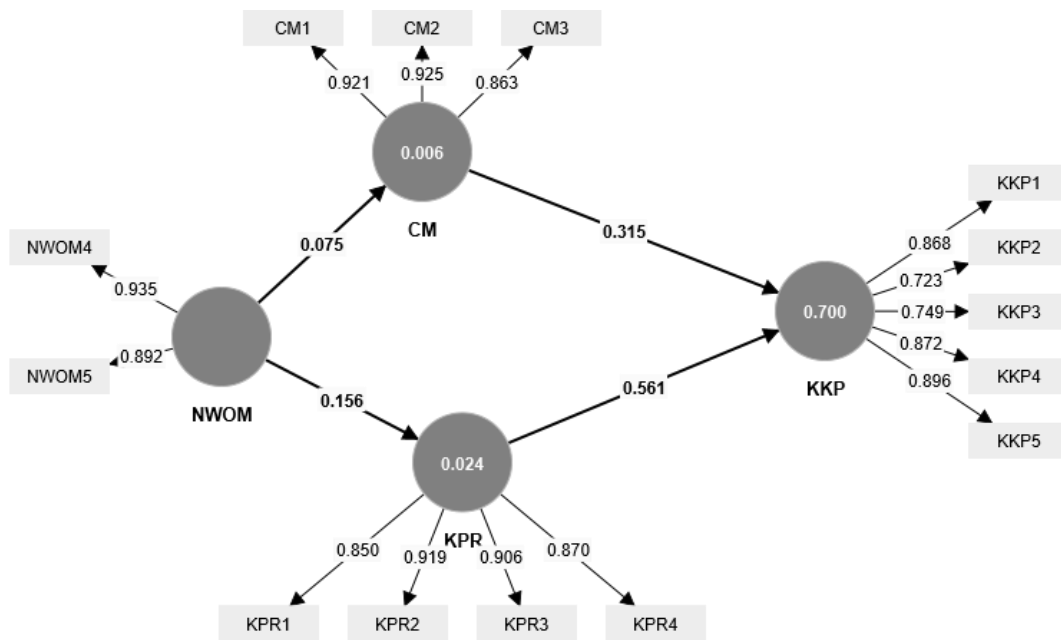 CM1
CM2
CM3
0.921
0.925
0.863
0.006
CM
NWOM4
NWOM5
0.935
0.892
NWOM
0.075
0.156
0.315
0.561
0.024
KPR
0.850
0.919
0.906
0.870
KPR1
KPR2
KPR3
KPR4
0.700
KKP
0.868
0.723
0.749
0.872
0.896
KKP1
KKP2
KKP3
KKP4
KKP5